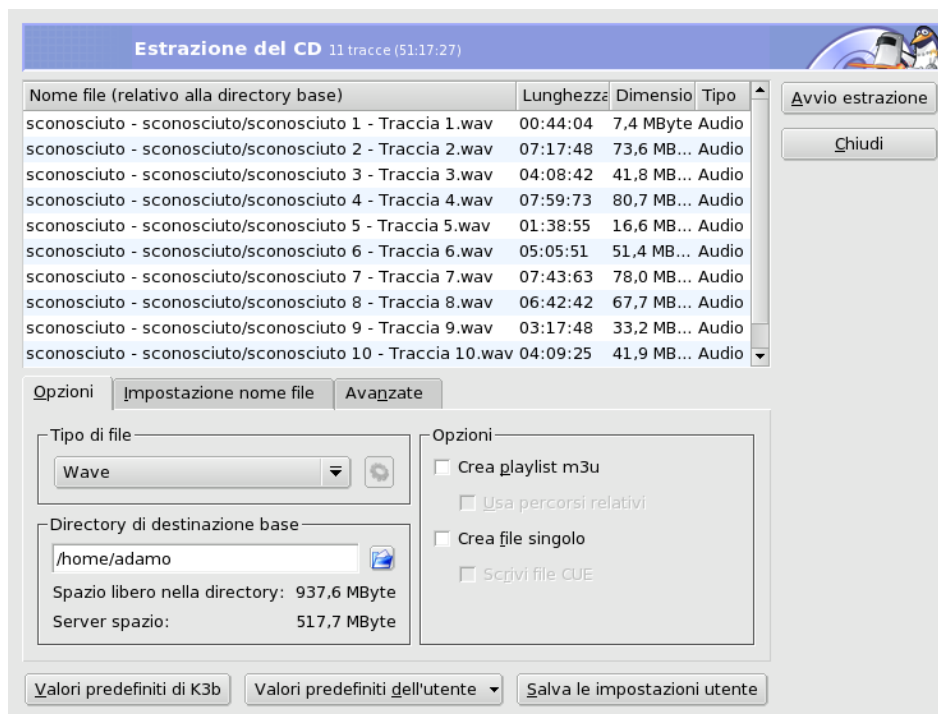 Estrazione del CD 11 tracce (51:17:27)
Nome file (relativo alla directory base) Lunghezza Dimensio Tipo
sconosciuto - sconosciuto/sconosciuto 1 - Traccia 1.wav 00:44:04 7,4 MByte Audio
sconosciuto - sconosciuto/sconosciuto 2 - Traccia 2.wav 07:17:48 73,6 MB... Audio
sconosciuto - sconosciuto/sconosciuto 3 - Traccia 3.wav 04:08:42 41,8 MB... Audio
sconosciuto - sconosciuto/sconosciuto 4 - Traccia 4.wav 07:59:73 80,7 MB... Audio
sconosciuto - sconosciuto/sconosciuto 5 - Traccia 5.wav 01:38:55 16,6 MB... Audio
sconosciuto - sconosciuto/sconosciuto 6 - Traccia 6.wav 05:05:51 51,4 MB... Audio
sconosciuto - sconosciuto/sconosciuto 7 - Traccia 7.wav 07:43:63 78,0 MB... Audio
sconosciuto - sconosciuto/sconosciuto 8 - Traccia 8.wav 06:42:42 67,7 MB... Audio
sconosciuto - sconosciuto/sconosciuto 9 - Traccia 9.wav 03:17:48 33,2 MB... Audio
sconosciuto - sconosciuto/sconosciuto 10 - Traccia 10.wav 04:09:25 41,9 MB... Audio
Avvio estrazione
Chiudi
Opzioni Impostazione nome file Avanzate
Tipo di file
Wave
Directory di destinazione base
/home/adamo
Spazio libero nella directory: 937,6 MByte
Server spazio: 517,7 MByte
Opzioni
Crea playlist m3u
Usa percorsi relativi
Crea file singolo
Scrivi file CUE
Valori predefiniti di K3b Valori predefiniti dell'utente Salva le impostazioni utente